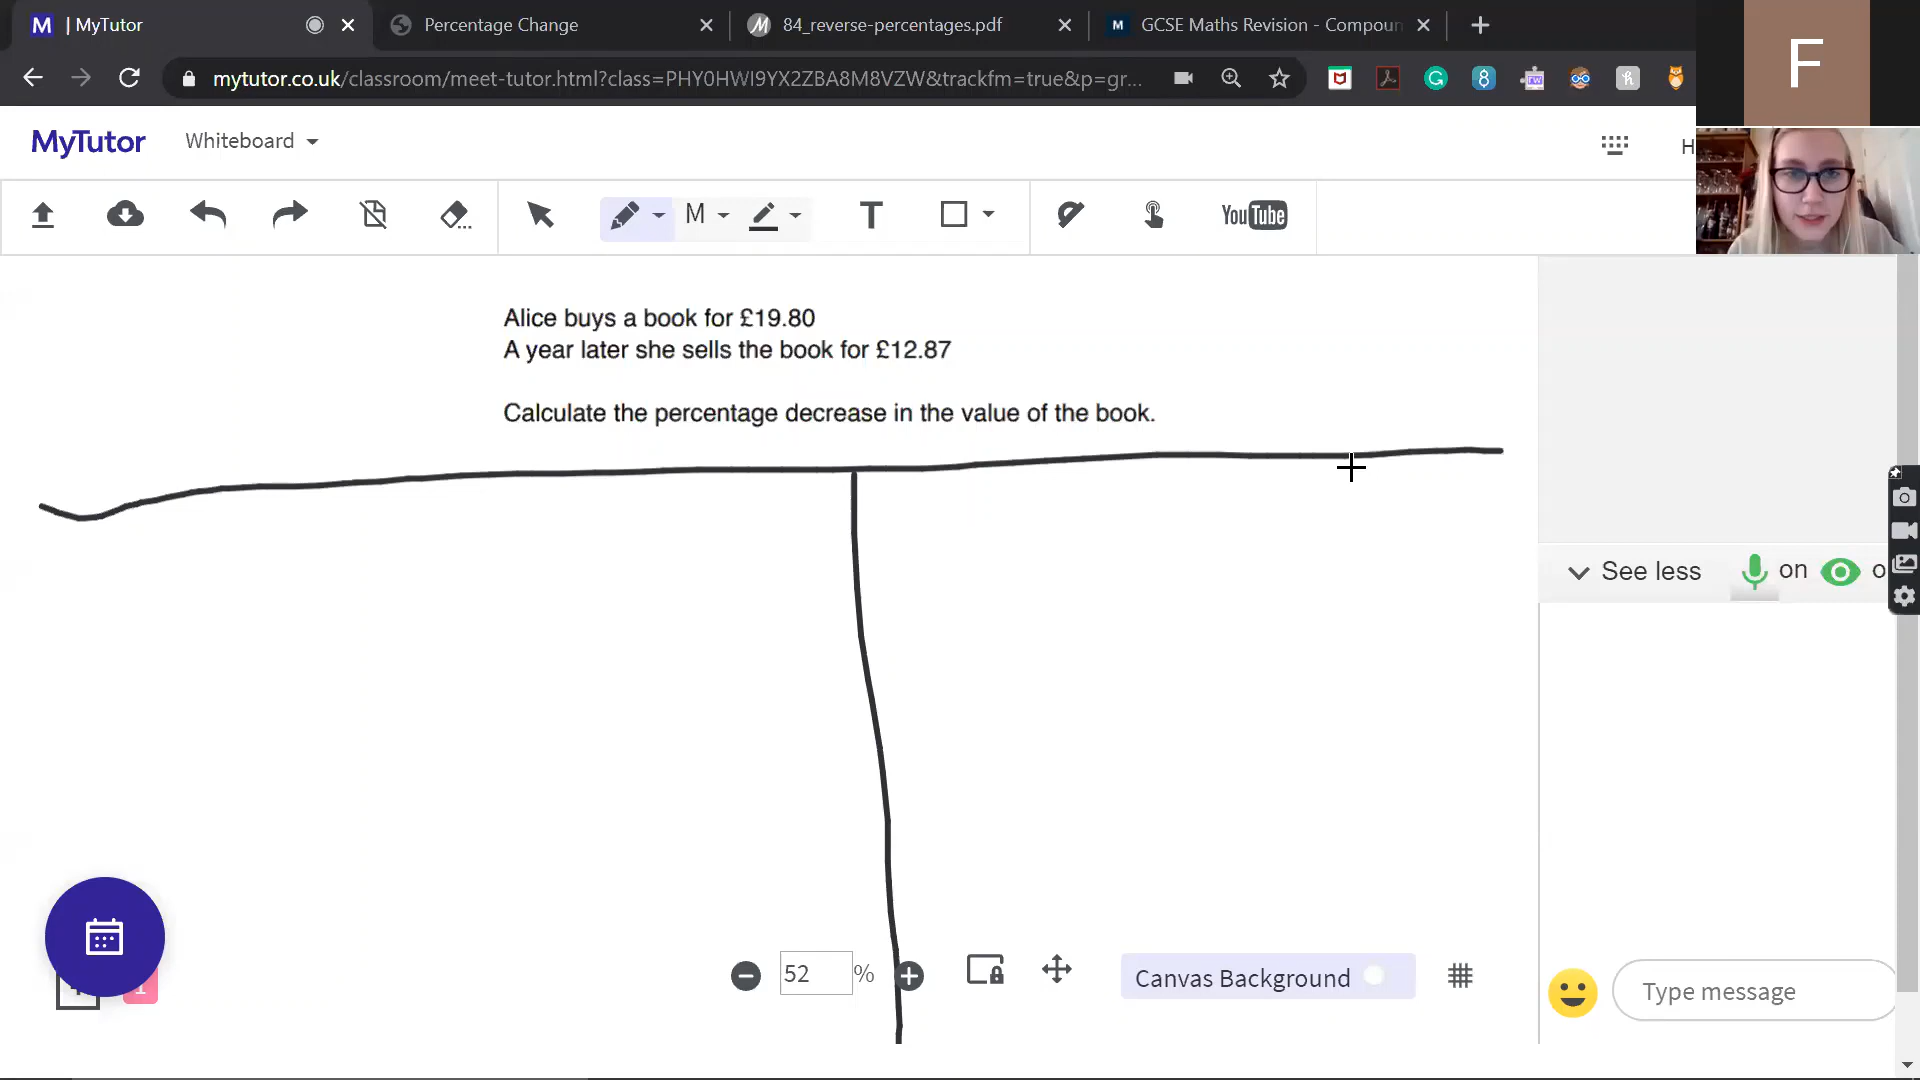 M | MyTutor
Percentage Change
84_reverse-percentages.pdf
M GCSE Maths Revision - Compoun
mytutor.co.uk/classroom/meet-tutor.html?class=PHY0HWI9YX2ZBA8M8VZW&trackfm=true&p=gr...
F
MyTutor
Whiteboard
H
M
T
YouTube
Alice buys a book for £19.80
A year later she sells the book for £12.87
Calculate the percentage decrease in the value of the book.
See less
on
o
1
52 %
Canvas Background
Type message